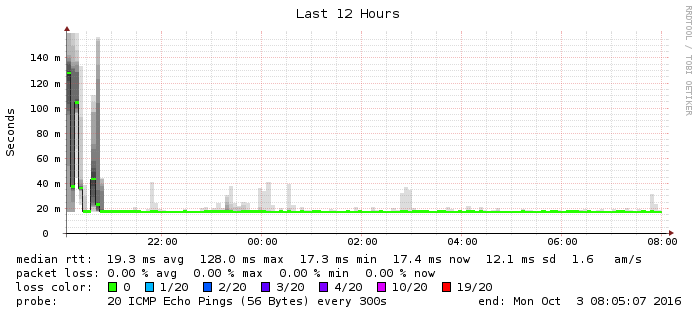 Last 12 Hours
RRDTOOL / TOBI OETIKER
Seconds
140 m
120 m
100 m
80 m
60 m
40 m
20 m
0
22:00 00:00 02:00 04:00 06:00 08:00
median rtt: 19.3 ms avg 128.0 ms max 17.3 ms min 17.4 ms now 12.1 ms sd 1.6 am/s
packet loss: 0.00 % avg 0.00 % max 0.00 % min 0.00 % now
loss color: 0 1/20 2/20 3/20 4/20 10/20 19/20
probe: 20 ICMP Echo Pings (56 Bytes) every 300s end: Mon Oct 3 08:05:07 2016